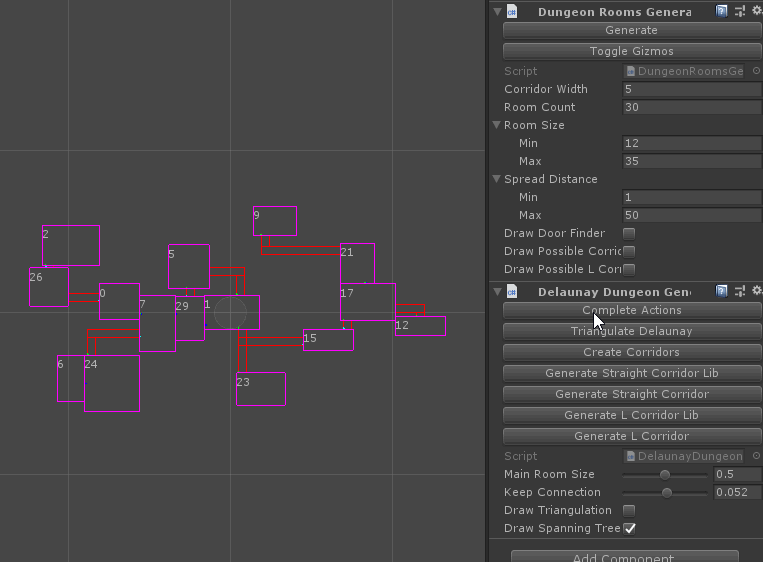 9
2
5
21
26
0
17
7
29
1
12
15
6
24
23
Dungeon Rooms Genera
Generate
Toggle Gizmos
Script DungeonRoomsGe
Corridor Width 5
Room Count 30
Room Size
Min 12
Max 35
Spread Distance
Min 1
Max 50
Draw Door Finder
Draw Possible Corric
Draw Possible L Cor
Delaunay Dungeon Gen
Complete Actions
Triangulate Delaunay
Create Corridors
Generate Straight Corridor Lib
Generate Straight Corridor
Generate L Corridor Lib
Generate L Corridor
Script DelaunayDungeon
Main Room Size 0.5
Keep Connection 0.052
Draw Triangulation
Draw Spanning Tree
Add Component